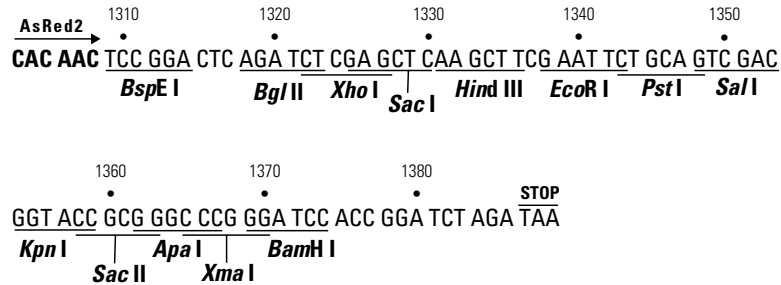 AsRed2 1310 1320 1330 1340 1350
CAC AAC TCC GGA CTC AGA TCT CGA GCT CAA GCT TCG AAT TCT GCA GTC GAC
BspE I Bgl II Xho I Sac I Hind III EcoR I Pst I Sal I
1360 1370 1380 STOP
GGT ACC GCG GGC CCG GGA TCC ACC GGA TCT AGA TAA
Kpn I Sac II Apa I Xma I BamH I